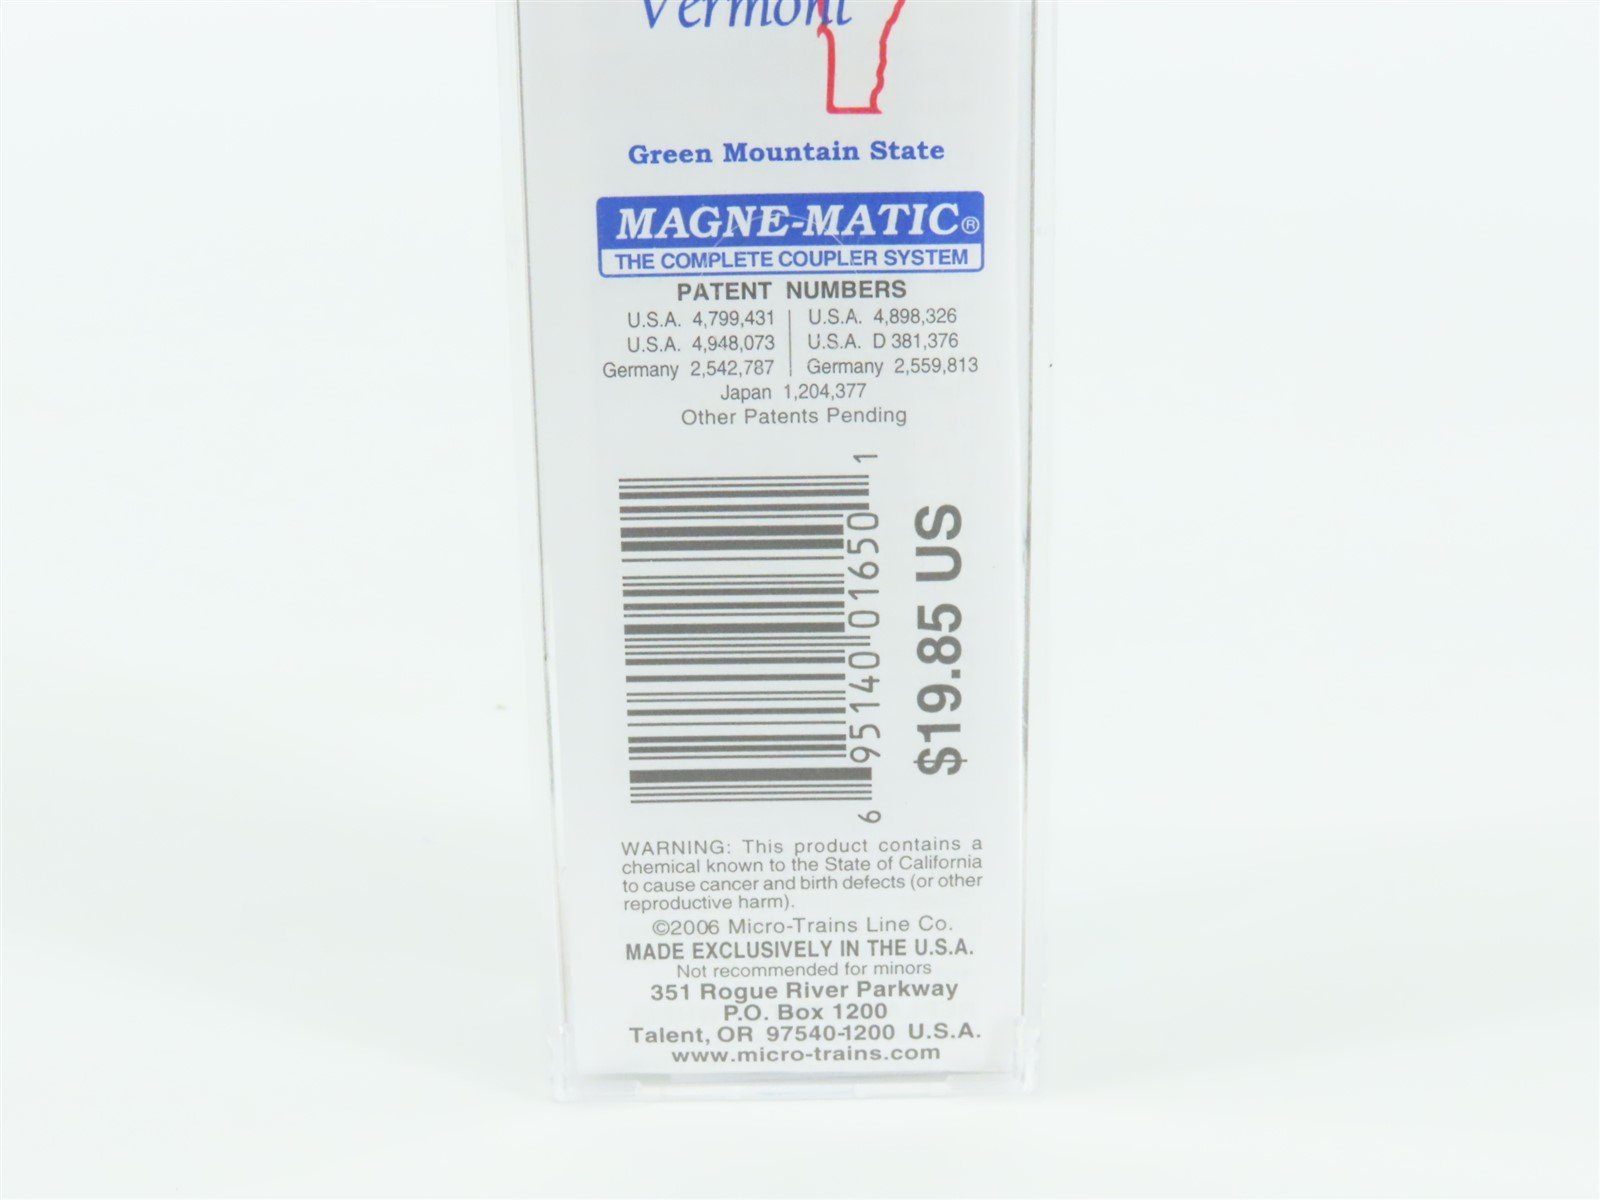 Vermont
Green Mountain State
MAGNE-MATIC®
THE COMPLETE COUPLER SYSTEM
PATENT NUMBERS
U.S.A. 4,799,431 | U.S.A. 4,898,326
U.S.A. 4,948,073 | U.S.A. D 381,376
Germany 2,542,787 | Germany 2,559,813
Japan 1,204,377
Other Patents Pending
6 95140 01650 1
$19.85 US
WARNING: This product contains a
chemical known to the State of California
to cause cancer and birth defects (or other
reproductive harm).
©2006 Micro-Trains Line Co.
MADE EXCLUSIVELY IN THE U.S.A.
Not recommended for minors
351 Rogue River Parkway
P.O. Box 1200
Talent, OR 97540-1200 U.S.A.
www.micro-trains.com